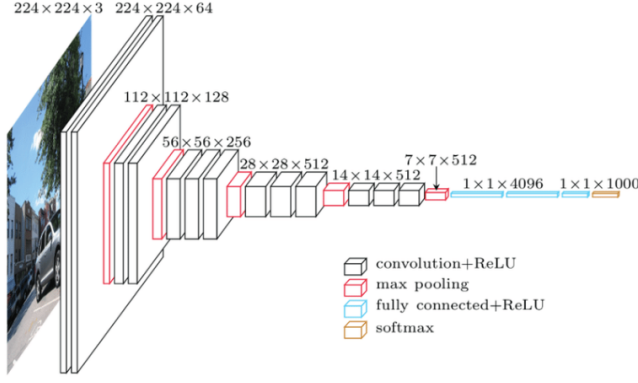 224×224×3 224×224×64
112×112×128
56×56×256
28×28×512
14×14×512
7×7×512
1×1×4096 1×1×1000
convolution+ReLU
max pooling
fully connected+ReLU
softmax